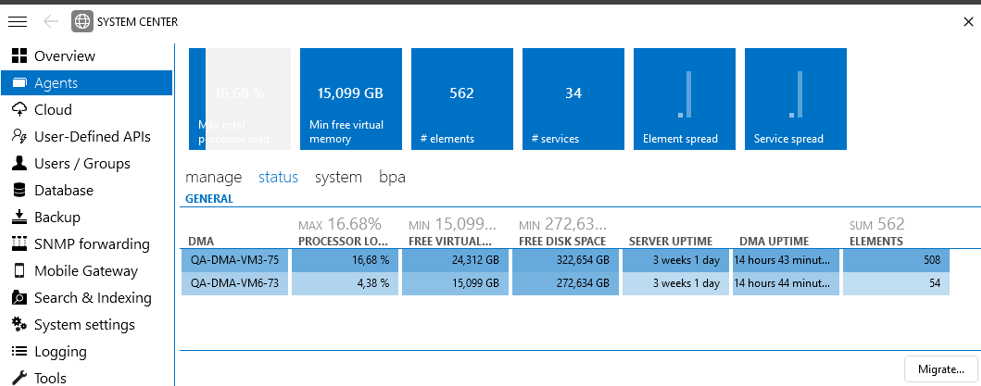 SYSTEM CENTER
Overview
Agents
Cloud
User-Defined APIs
Users / Groups
Database
Backup
SNMP forwarding
Mobile Gateway
Search & Indexing
System settings
Logging
Tools
16,68 %
Max total
processor load
15,099 GB
Min free virtual
memory
562
# elements
34
# services
Element spread
Service spread
manage status system bpa
GENERAL
MAX 16.68% MIN 15,099... MIN 272,63... SUM 562
DMA PROCESSOR LO... FREE VIRTUAL... FREE DISK SPACE SERVER UPTIME DMA UPTIME ELEMENTS
QA-DMA-VM3-75 16,68 % 24,312 GB 322,654 GB 3 weeks 1 day 14 hours 43 minut... 508
QA-DMA-VM6-73 4,38 % 15,099 GB 272,634 GB 3 weeks 1 day 14 hours 44 minut... 54
Migrate...